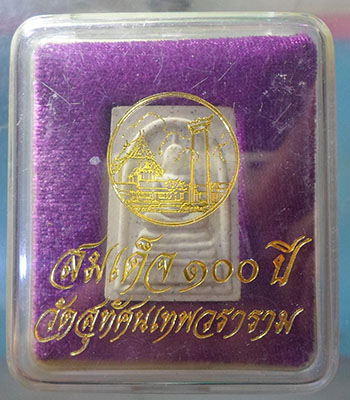 สมเด็จ ๑๐๐ ปี
วัดสุทัศนเทพวราราม